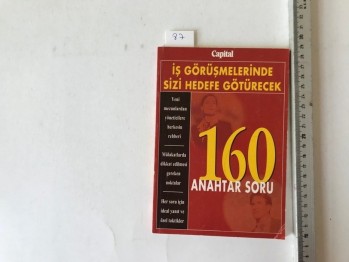 87
Capital
İŞ GÖRÜŞMELERİNDE
SİZİ HEDEFE GÖTÜRECEK
160
ANAHTAR SORU
Yeni
mezunlardan
yöneticilere
herkesin
rehberi
Mülakatlarda
dikkat edilmesi
gereken
noktalar
Her soru için
ideal yanıt ve
özel taktikler